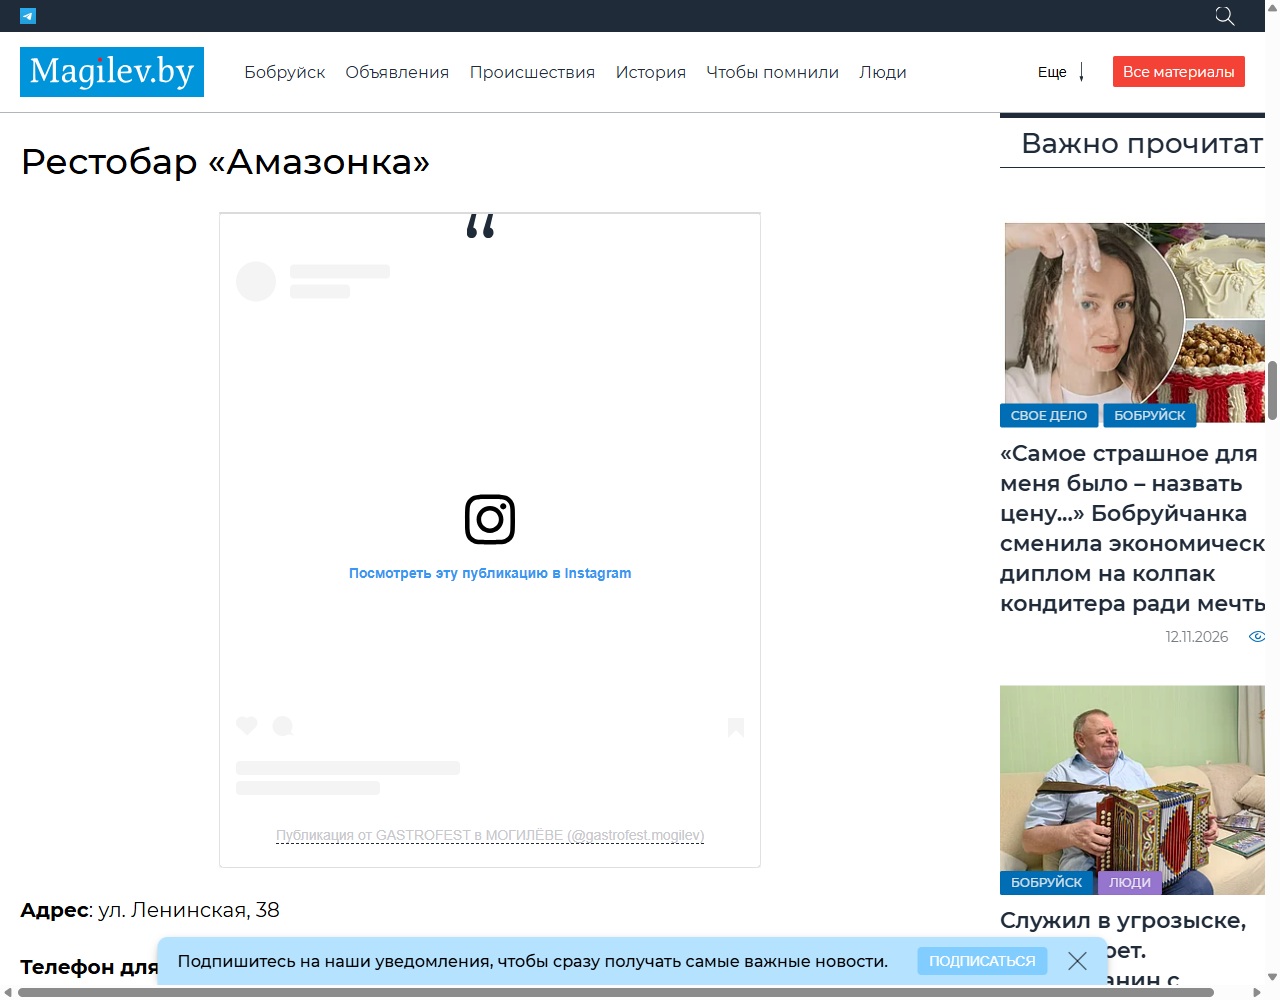 Magilev.by
Бобруйск Объявления Происшествия История Чтобы помнили Люди Еще Все материалы
Рестобар «Амазонка»
Посмотреть эту публикацию в Instagram
Публикация от GASTROFEST в МОГИЛЁВЕ (@gastrofest.mogilev)
Адрес: ул. Ленинская, 38
Телефон для
Важно прочитат
СВОЕ ДЕЛО БОБРУЙСК
«Самое страшное для
меня было – назвать
цену...» Бобруйчанка
сменила экономическ
диплом на колпак
кондитера ради мечты
12.11.2026
БОБРУЙСК ЛЮДИ
Служил в угрозыске,
Подпишитесь на наши уведомления, чтобы сразу получать самые важные новости. ПОДПИСАТЬСЯ